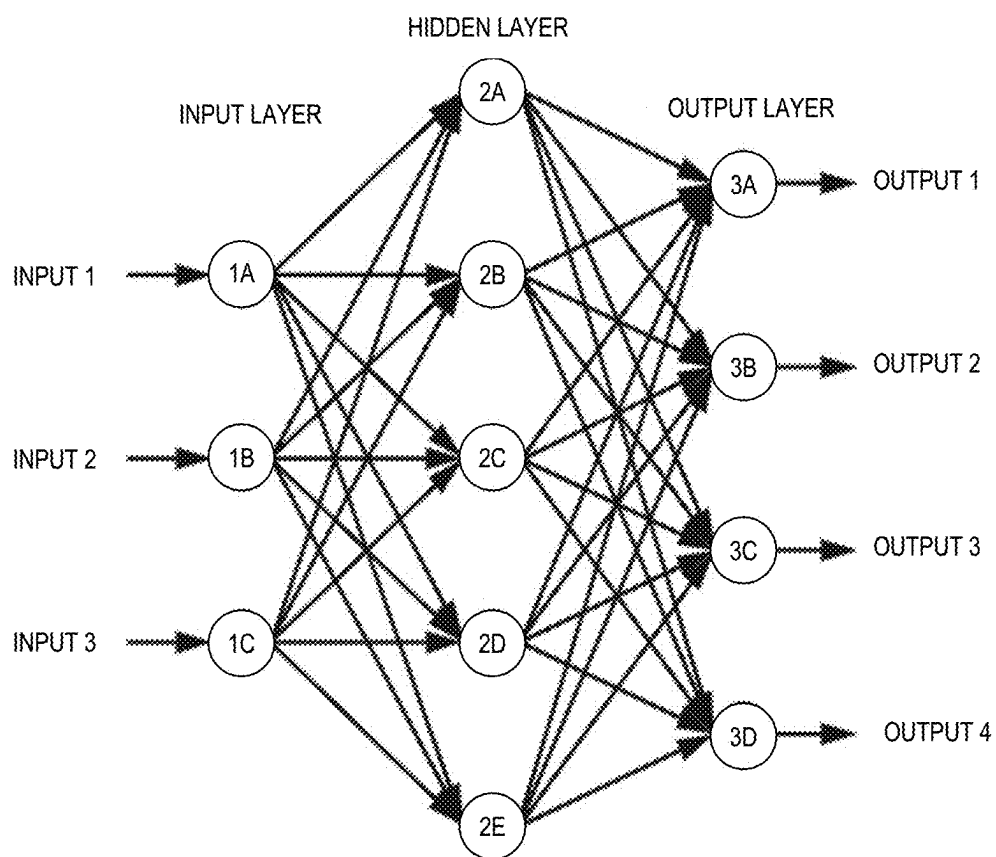 HIDDEN LAYER
2A
INPUT LAYER
OUTPUT LAYER
3A
OUTPUT 1
INPUT 1
1A
2B
3B
OUTPUT 2
INPUT 2
1B
2C
3C
OUTPUT 3
INPUT 3
1C
2D
3D
OUTPUT 4
2E